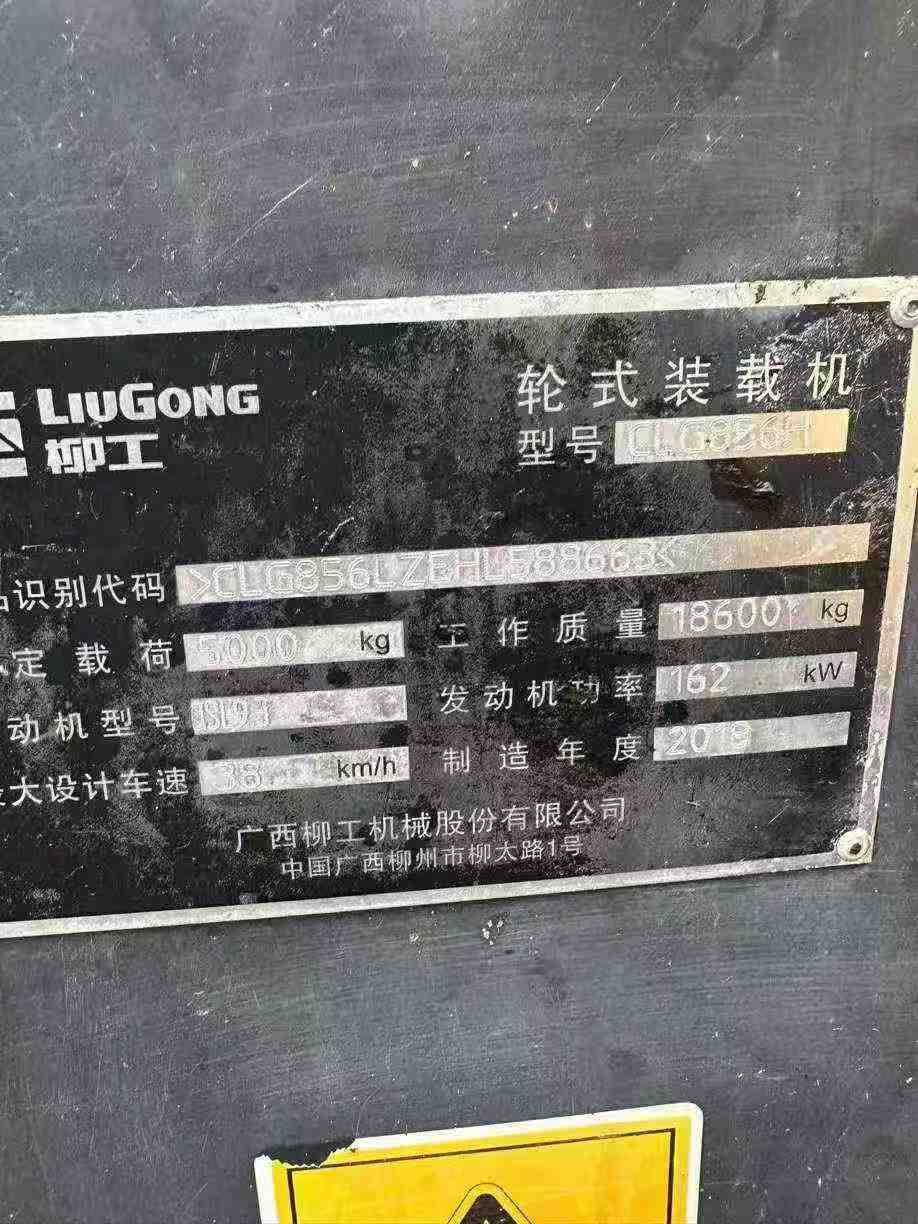 LIUGONG
柳工
轮式装载机
型号 CLG856H
品识别代码 >CLG856LZEHL588663<
定载荷 5000 kg 工作质量 18600 kg
动机型号 发动机功率 162 kW
大设计车速 38 km/h 制造年度
广西柳工机械股份有限公司
中国广西柳州市柳太路1号